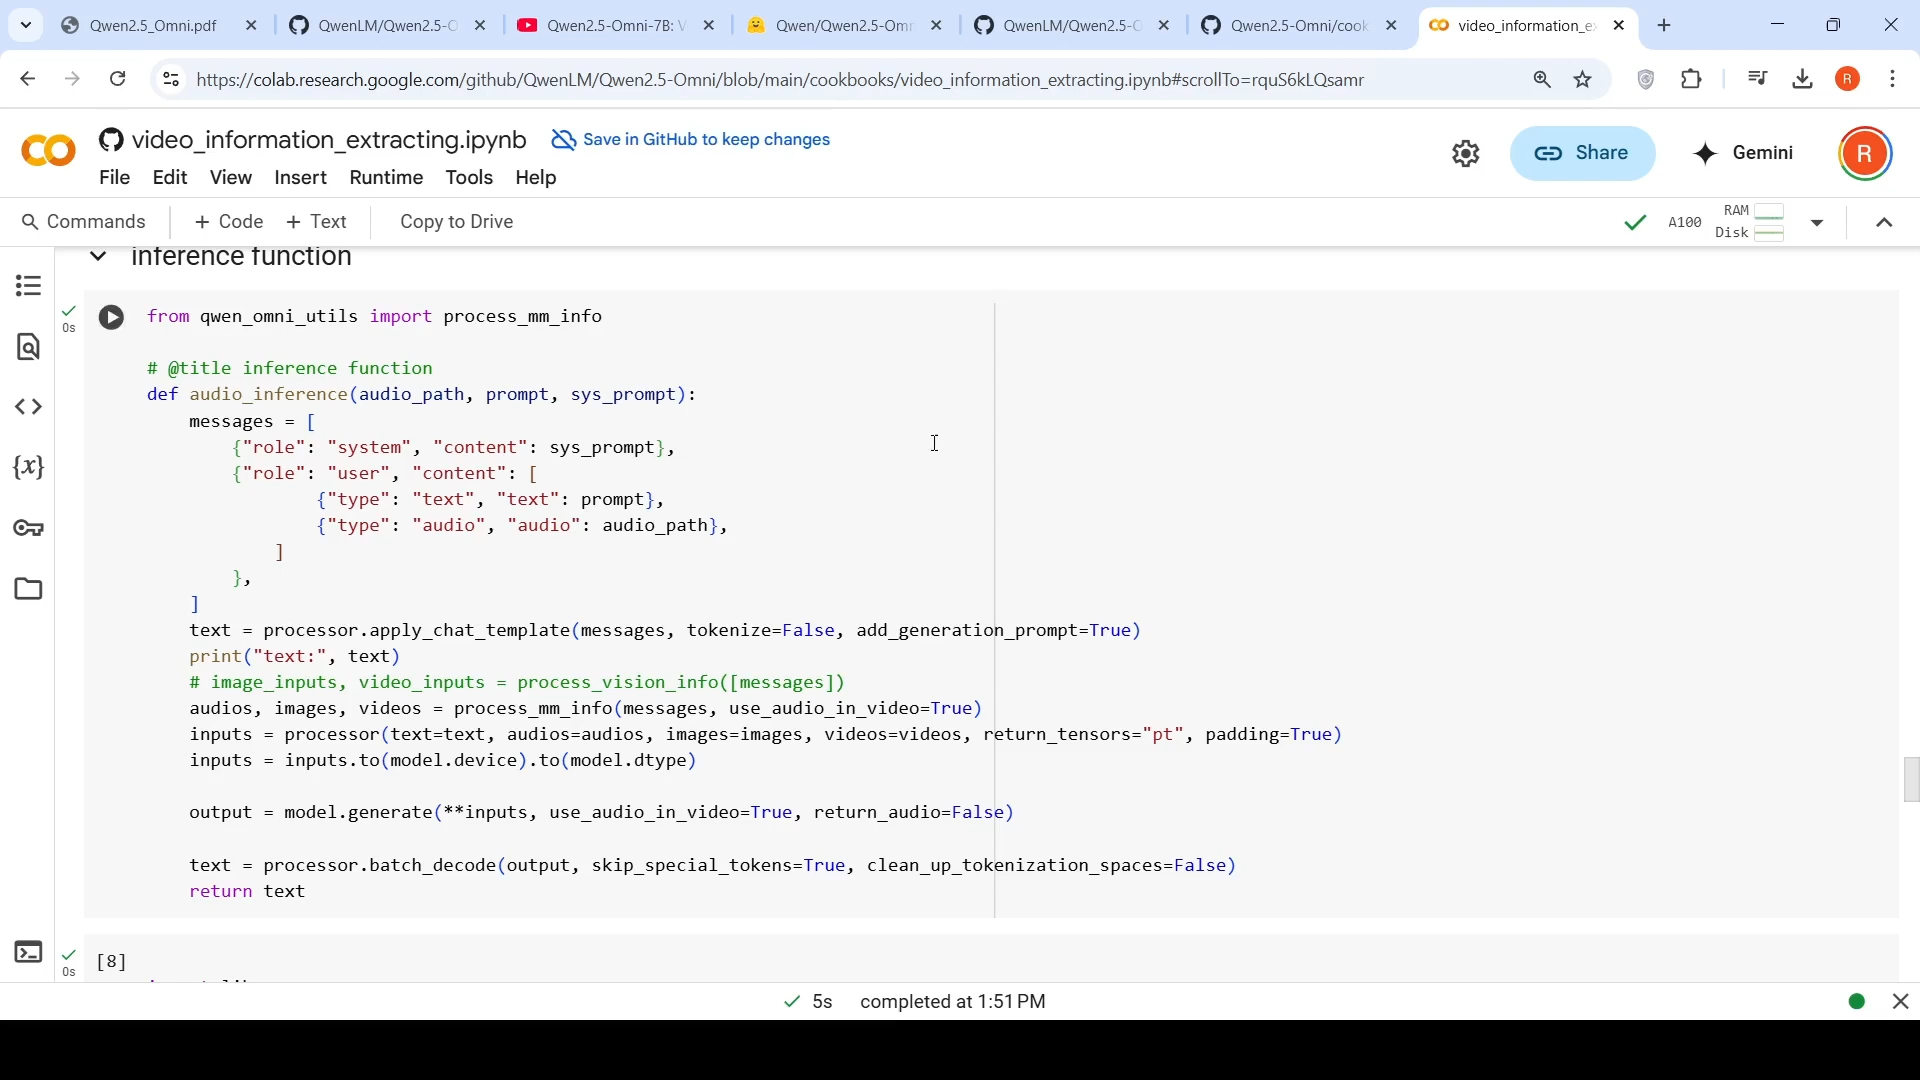 Qwen2.5_Omni.pdf
QwenLM/Qwen2.5-O
Qwen2.5-Omni-7B: V
Qwen/Qwen2.5-Omn
QwenLM/Qwen2.5-O
Qwen2.5-Omni/cook
video_information_e
https://colab.research.google.com/github/QwenLM/Qwen2.5-Omni/blob/main/cookbooks/video_information_extracting.ipynb#scrollTo=rquS6kLQsamr
R
CO
video_information_extracting.ipynb
Save in GitHub to keep changes
File Edit View Insert Runtime Tools Help
Share
Gemini
R
Commands
+ Code + Text
Copy to Drive
A100
RAM
Disk
inference function
0s
from qwen_omni_utils import process_mm_info
# @title inference function
def audio_inference(audio_path, prompt, sys_prompt):
    messages = [
        {"role": "system", "content": sys_prompt},
        {"role": "user", "content": [
                {"type": "text", "text": prompt},
                {"type": "audio", "audio": audio_path},
            ]
        },
    ]
    text = processor.apply_chat_template(messages, tokenize=False, add_generation_prompt=True)
    print("text:", text)
    # image_inputs, video_inputs = process_vision_info([messages])
    audios, images, videos = process_mm_info(messages, use_audio_in_video=True)
    inputs = processor(text=text, audios=audios, images=images, videos=videos, return_tensors="pt", padding=True)
    inputs = inputs.to(model.device).to(model.dtype)
    output = model.generate(**inputs, use_audio_in_video=True, return_audio=False)
    text = processor.batch_decode(output, skip_special_tokens=True, clean_up_tokenization_spaces=False)
    return text
0s
[8]
5s completed at 1:51 PM